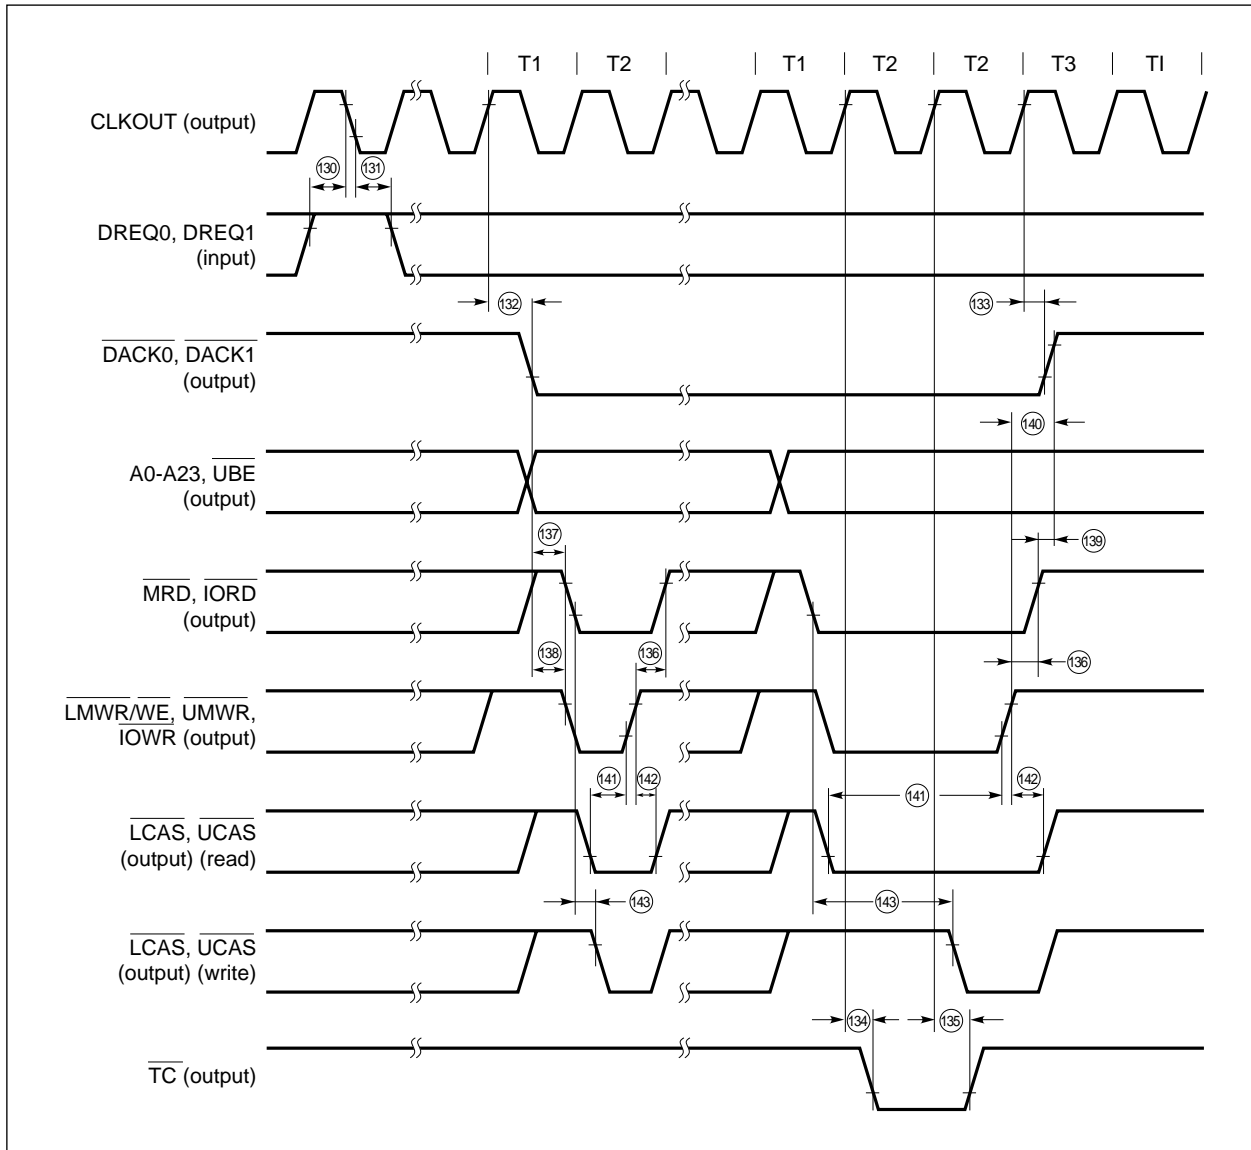 T1 T2 T1 T2 T2 T3 TI
CLKOUT (output)
130 131
DREQ0, DREQ1
(input)
132 133
DACK0, DACK1
(output)
140
A0-A23, UBE
(output)
137 139
MRD, IORD
(output)
138 136 136
LMWR/WE, UMWR,
IOWR (output)
141 142 141 142
LCAS, UCAS
(output) (read)
143 143
LCAS, UCAS
(output) (write)
134 135
TC (output)